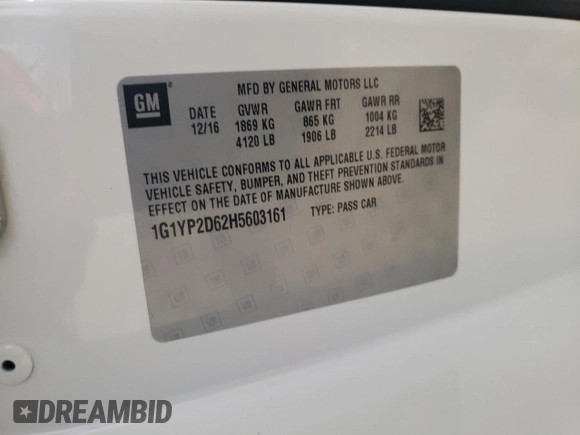 GM
MFD BY GENERAL MOTORS LLC
DATE GVWR GAWR FRT GAWR RR
12/16 1869 KG 865 KG 1004 KG
4120 LB 1906 LB 2214 LB
THIS VEHICLE CONFORMS TO ALL APPLICABLE U.S. FEDERAL MOTOR
VEHICLE SAFETY, BUMPER, AND THEFT PREVENTION STANDARDS IN
EFFECT ON THE DATE OF MANUFACTURE SHOWN ABOVE.
1G1YP2D62H5603161 TYPE: PASS CAR
DREAMBID